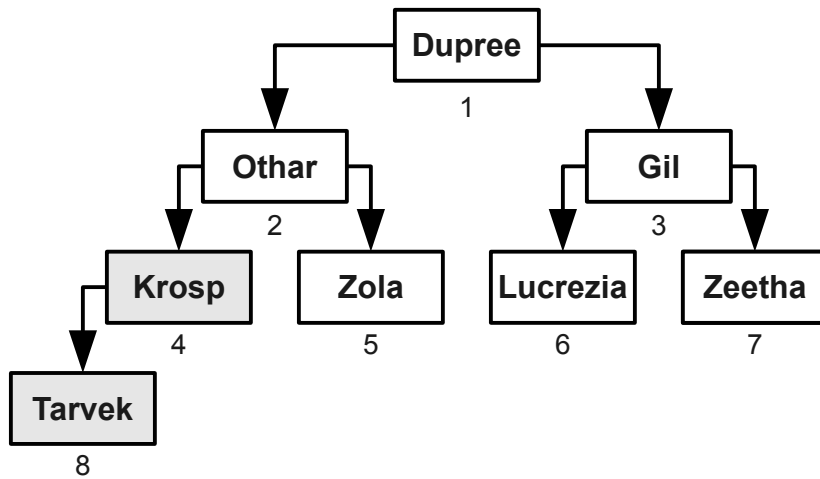 Dupree
1
Othar
Gil
2
3
Krosp
Zola
Lucrezia
Zeetha
4
5
6
7
Tarvek
8